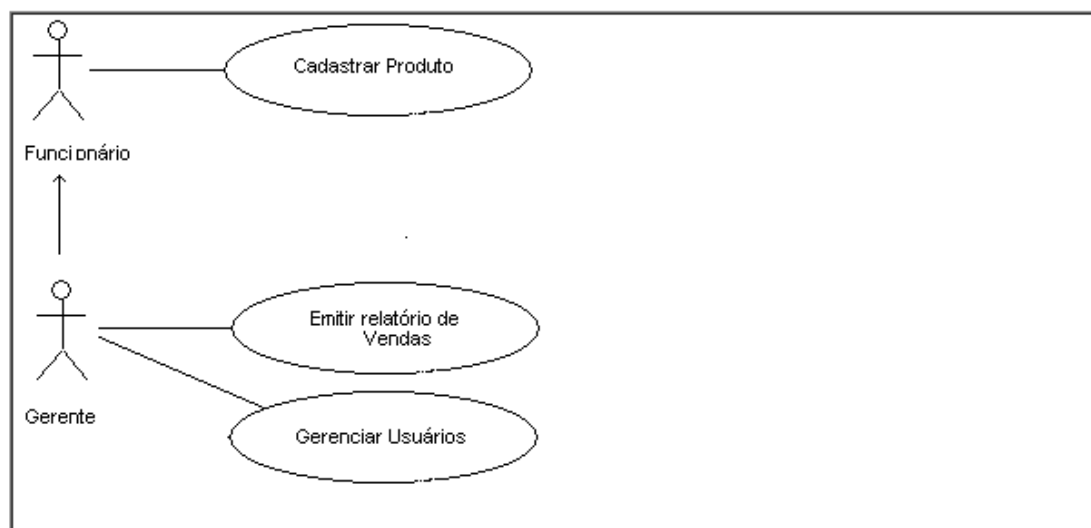 Cadastrar Produto
Funcionário
Emitir relatório de
Vendas
Gerente
Gerenciar Usuários